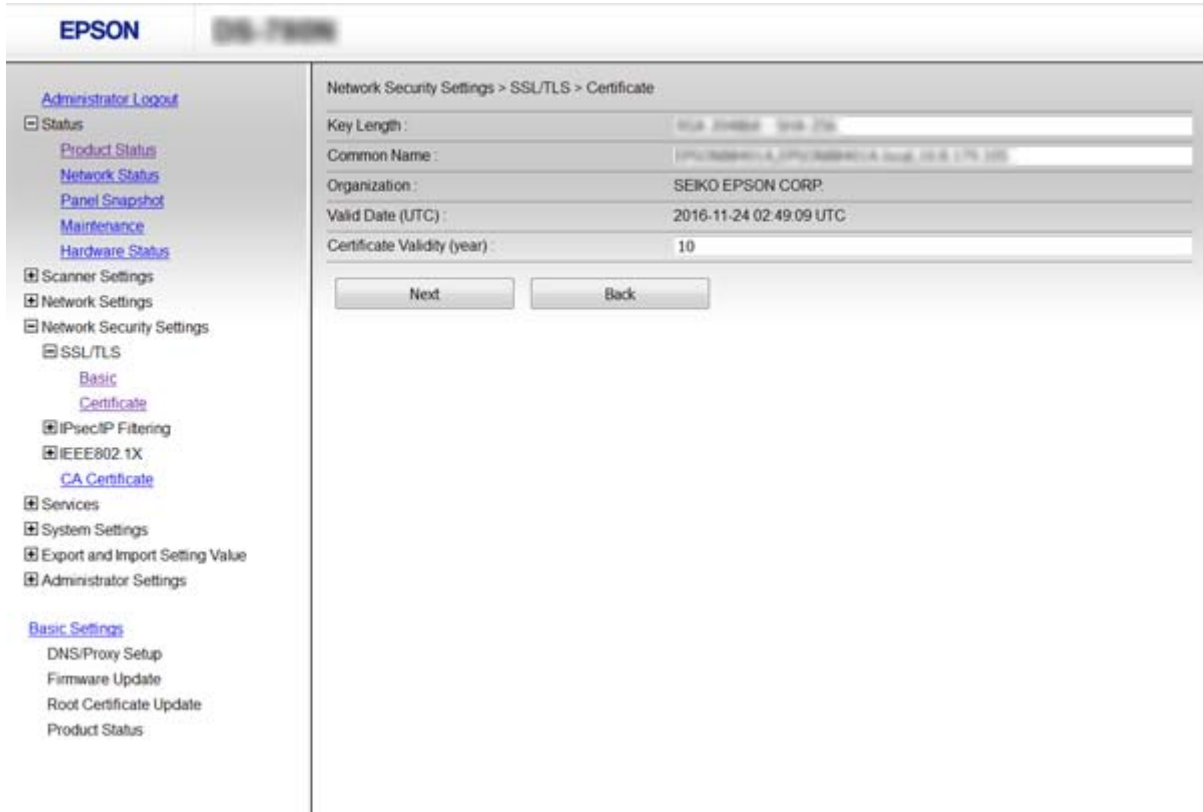 EPSON
Administrator Logout
Status
Product Status
Network Status
Panel Snapshot
Maintenance
Hardware Status
Scanner Settings
Network Settings
Network Security Settings
SSL/TLS
Basic
Certificate
IPsec/IP Filtering
IEEE802.1X
CA Certificate
Services
System Settings
Export and Import Setting Value
Administrator Settings
Basic Settings
DNS/Proxy Setup
Firmware Update
Root Certificate Update
Product Status
Network Security Settings > SSL/TLS > Certificate
Key Length :
Common Name :
Organization : SEIKO EPSON CORP.
Valid Date (UTC) : 2016-11-24 02:49:09 UTC
Certificate Validity (year) : 10
Next Back